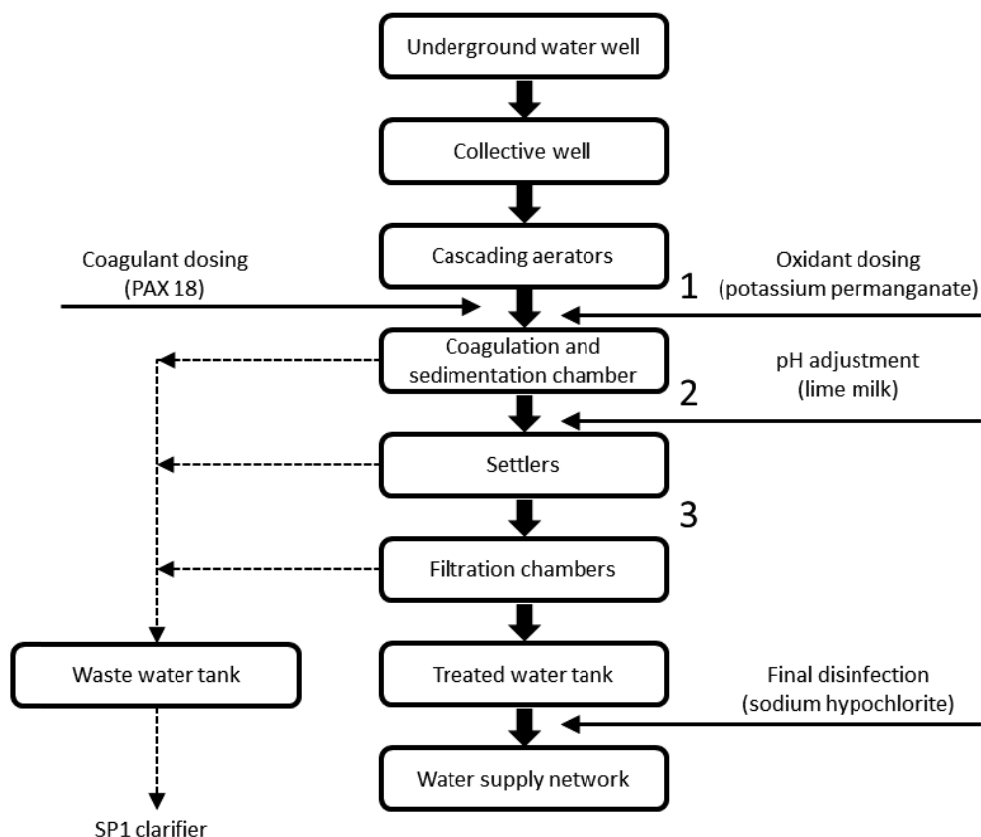 Underground water well
Collective well
Cascading aerators
Coagulant dosing
(PAX 18)
1
Oxidant dosing
(potassium permanganate)
Coagulation and
sedimentation chamber
2
pH adjustment
(lime milk)
Settlers
3
Filtration chambers
Waste water tank
Treated water tank
Final disinfection
(sodium hypochlorite)
Water supply network
SP1 clarifier